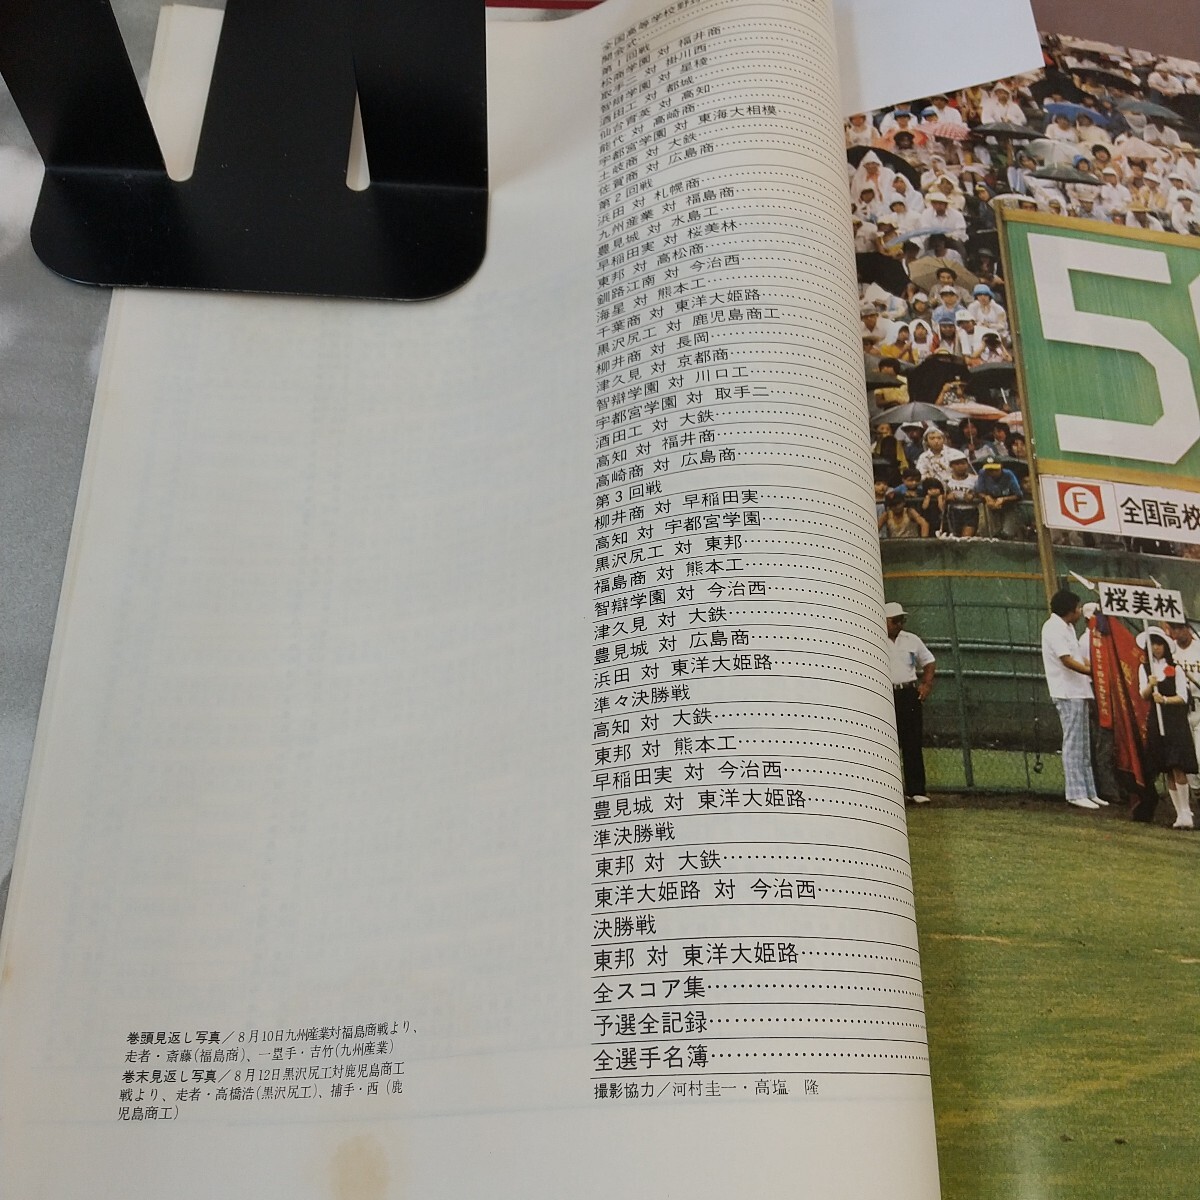 全国高等学校野
開会式
第1回戦
松商学園 対 福井商
取手二 対 掛川西
智辯学園 対 星稜
酒田工 対 都城
仙台育英 対 高知
能代 対 高崎商
宇都宮学園 対 東海大相模
土岐商 対 大鉄
佐賀商 対 広島商
第2回戦
浜田 対 札幌商
九州産業 対 福島商
豊見城 対 水島工
早稲田実 対 桜美林
東邦 対 高松商
釧路江南 対 今治西
海星 対 熊本工
千葉商 対 東洋大姫路
黒沢尻工 対 鹿児島商工
柳井商 対 長岡
津久見 対 京都商
智辯学園 対 川口工
宇都宮学園 対 取手二
酒田工 対 大鉄
高知 対 福井商
高崎商 対 広島商
第3回戦
柳井商 対 早稲田実
高知 対 宇都宮学園
黒沢尻工 対 東邦
福島商 対 熊本工
智辯学園 対 今治西
津久見 対 大鉄
豊見城 対 広島商
浜田 対 東洋大姫路
準々決勝戦
高知 対 大鉄
東邦 対 熊本工
早稲田実 対 今治西
豊見城 対 東洋大姫路
準決勝戦
東邦 対 大鉄
東洋大姫路 対 今治西
決勝戦
東邦 対 東洋大姫路
全スコア集
予選全記録
全選手名簿
撮影協力／河村圭一・高塩 隆
巻頭見返し写真／8月10日九州産業対福島商戦より、
走者・斎藤(福島商)、一塁手・吉竹(九州産業)
巻末見返し写真／8月12日黒沢尻工対鹿児島商工
戦より、走者・高橋浩(黒沢尻工)、捕手・西（鹿
児島商工）
5
F
全国高校
桜美林